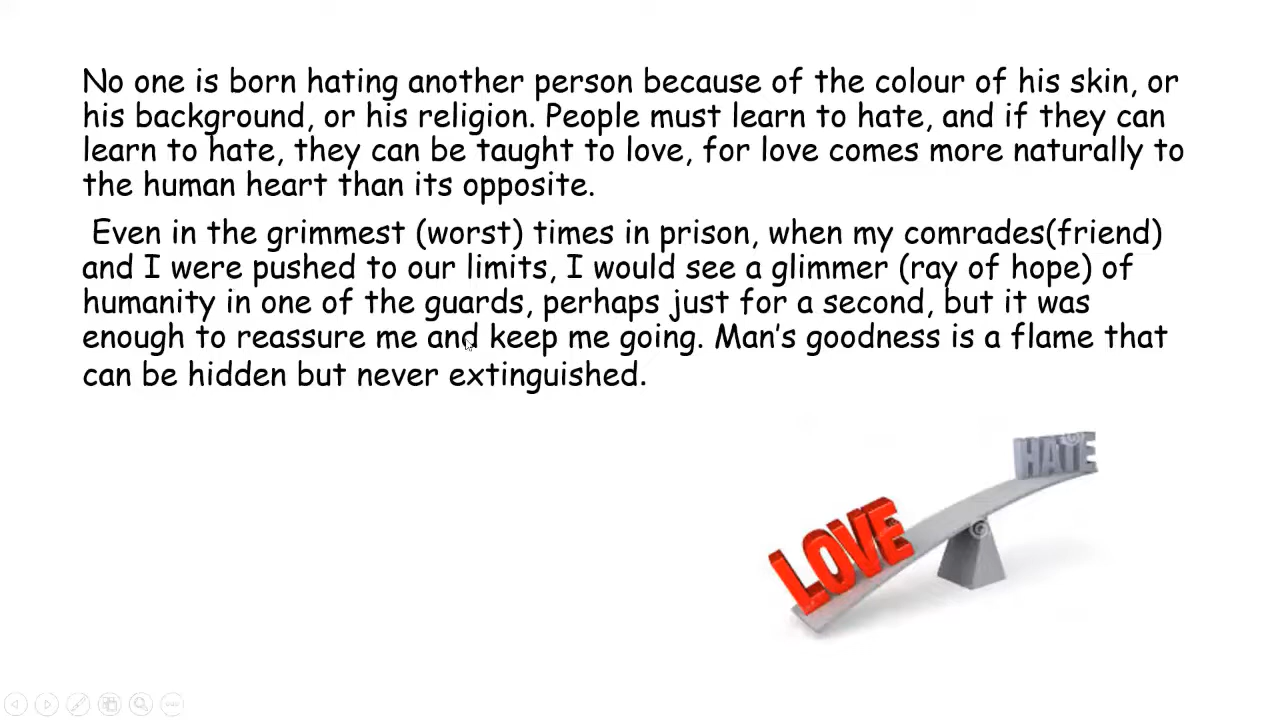 No one is born hating another person because of the colour of his skin, or
his background, or his religion. People must learn to hate, and if they can
learn to hate, they can be taught to love, for love comes more naturally to
the human heart than its opposite.
Even in the grimmest (worst) times in prison, when my comrades(friend)
and I were pushed to our limits, I would see a glimmer (ray of hope) of
humanity in one of the guards, perhaps just for a second, but it was
enough to reassure me and keep me going. Man's goodness is a flame that
can be hidden but never extinguished.
HATE
LOVE